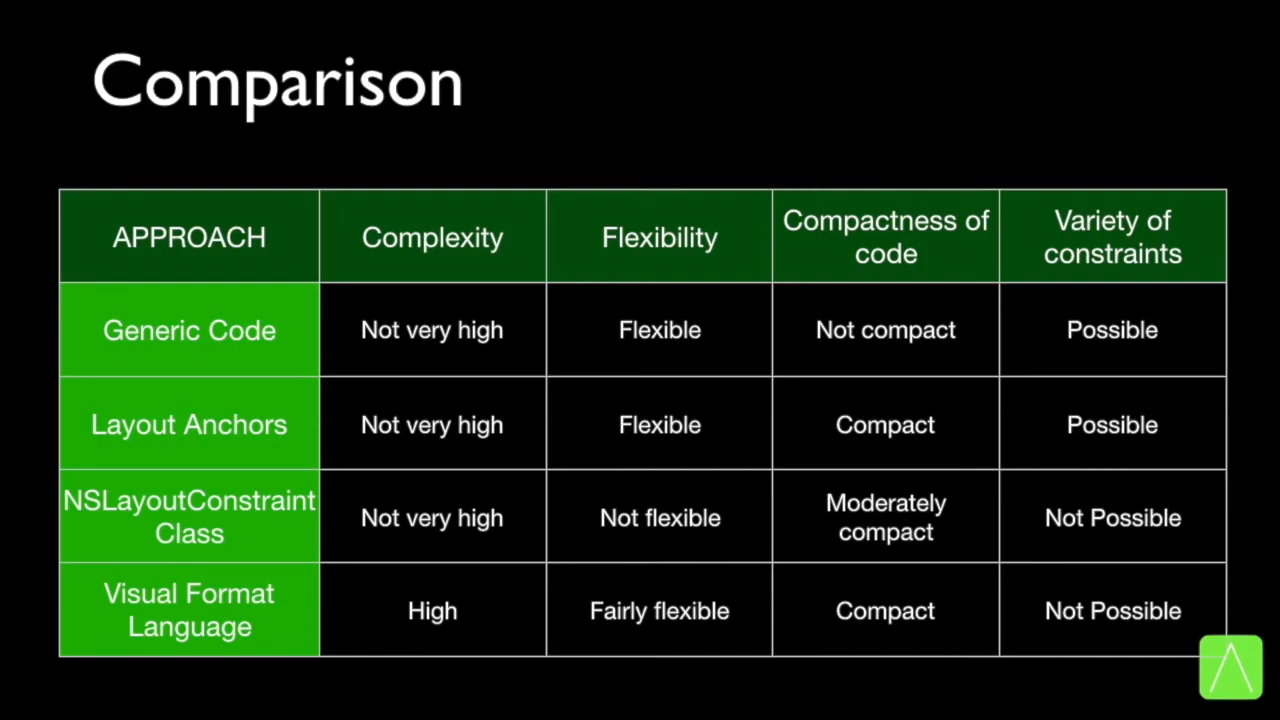 Comparison
APPROACH
Complexity
Flexibility
Compactness of
code
Variety of
constraints
Generic Code
Not very high
Flexible
Not compact
Possible
Layout Anchors
Not very high
Flexible
Compact
Possible
NSLayoutConstraint
Class
Not very high
Not flexible
Moderately
compact
Not Possible
Visual Format
Language
High
Fairly flexible
Compact
Not Possible